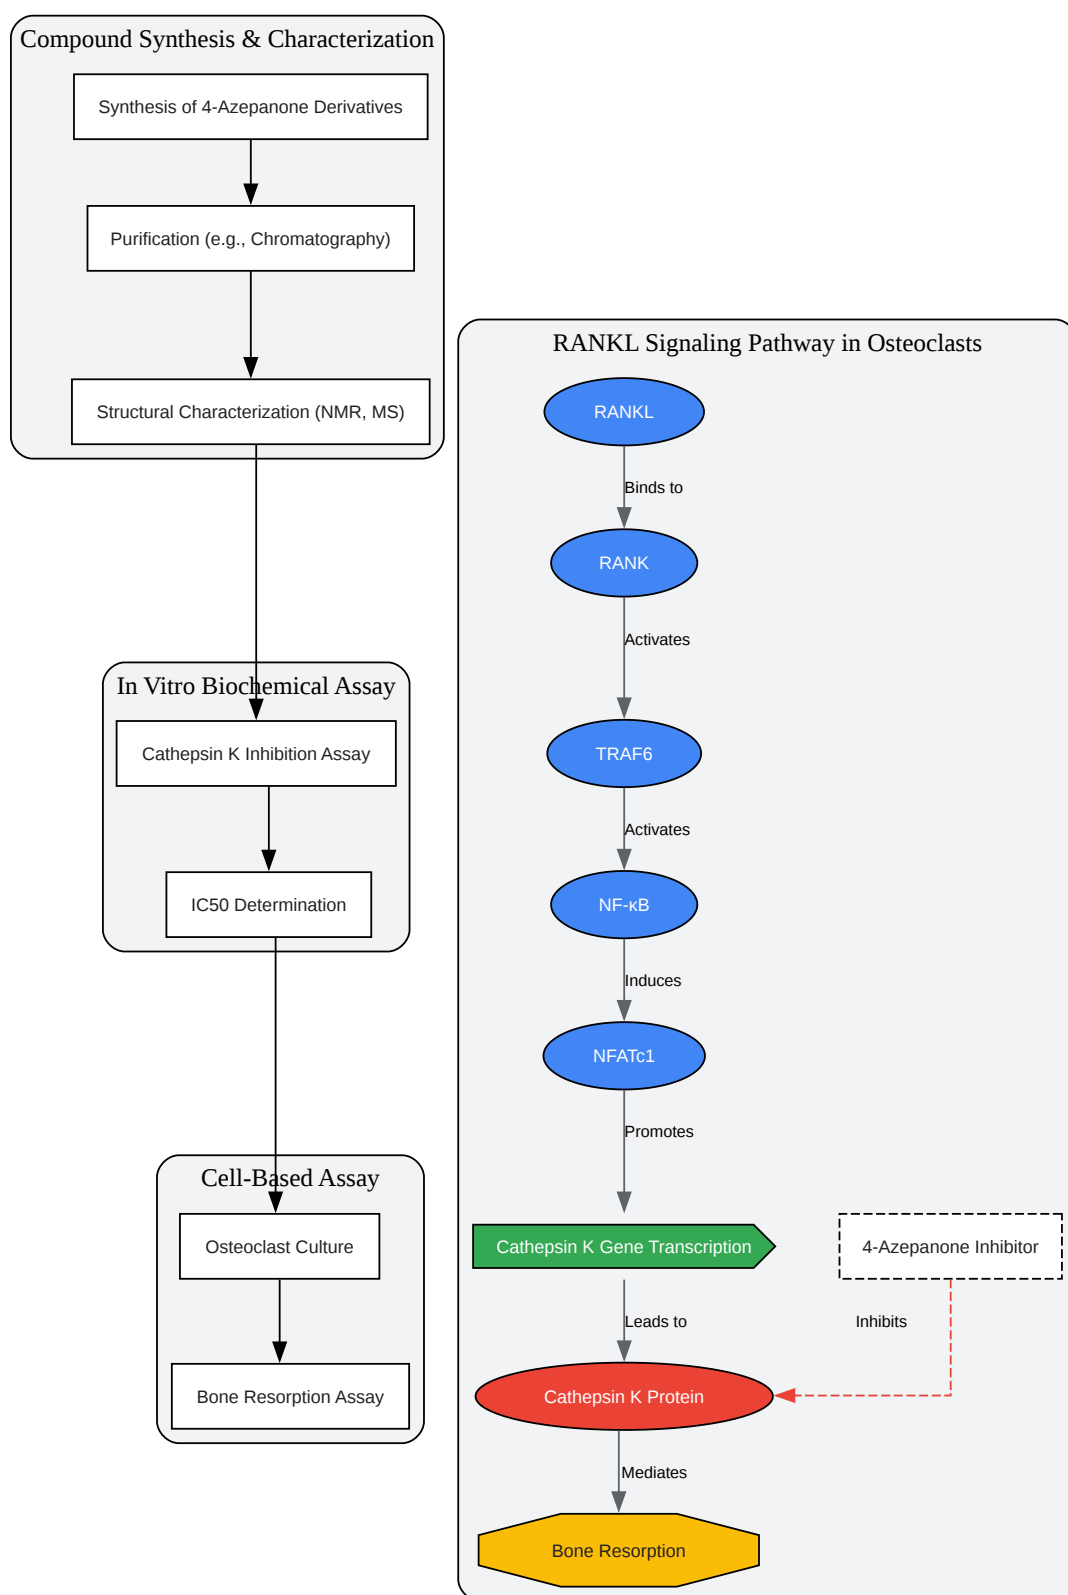 Compound Synthesis & Characterization
Synthesis of 4-Azepanone Derivatives
Purification (e.g., Chromatography)
Structural Characterization (NMR, MS)
In Vitro Biochemical Assay
Cathepsin K Inhibition Assay
IC50 Determination
Cell-Based Assay
Osteoclast Culture
Bone Resorption Assay
RANKL Signaling Pathway in Osteoclasts
RANKL
Binds to
RANK
Activates
TRAF6
Activates
NF-κB
Induces
NFATc1
Promotes
Cathepsin K Gene Transcription
4-Azepanone Inhibitor
Leads to
Inhibits
Cathepsin K Protein
Mediates
Bone Resorption